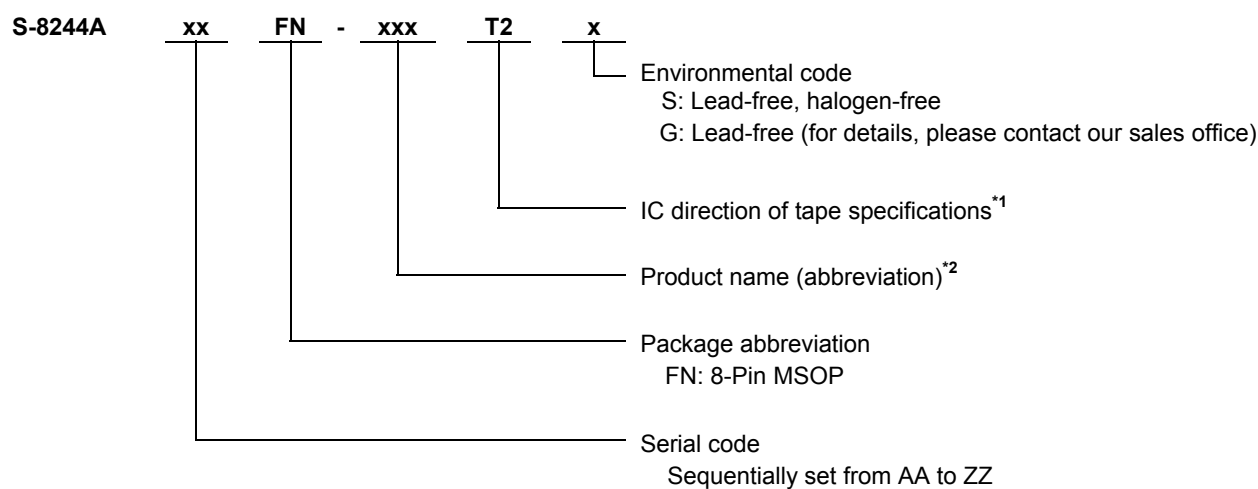 S-8244A xx FN - xxx T2 x
Environmental code
S: Lead-free, halogen-free
G: Lead-free (for details, please contact our sales office)
IC direction of tape specifications*1
Product name (abbreviation)*2
Package abbreviation
FN: 8-Pin MSOP
Serial code
Sequentially set from AA to ZZ